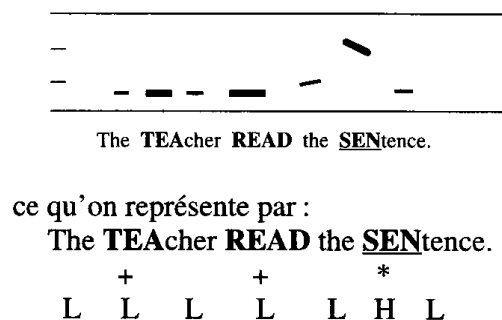 The TEAcher READ the SENtence.
ce qu'on représente par :
The TEAcher READ the SENtence.
+ + *
L L L L L H L